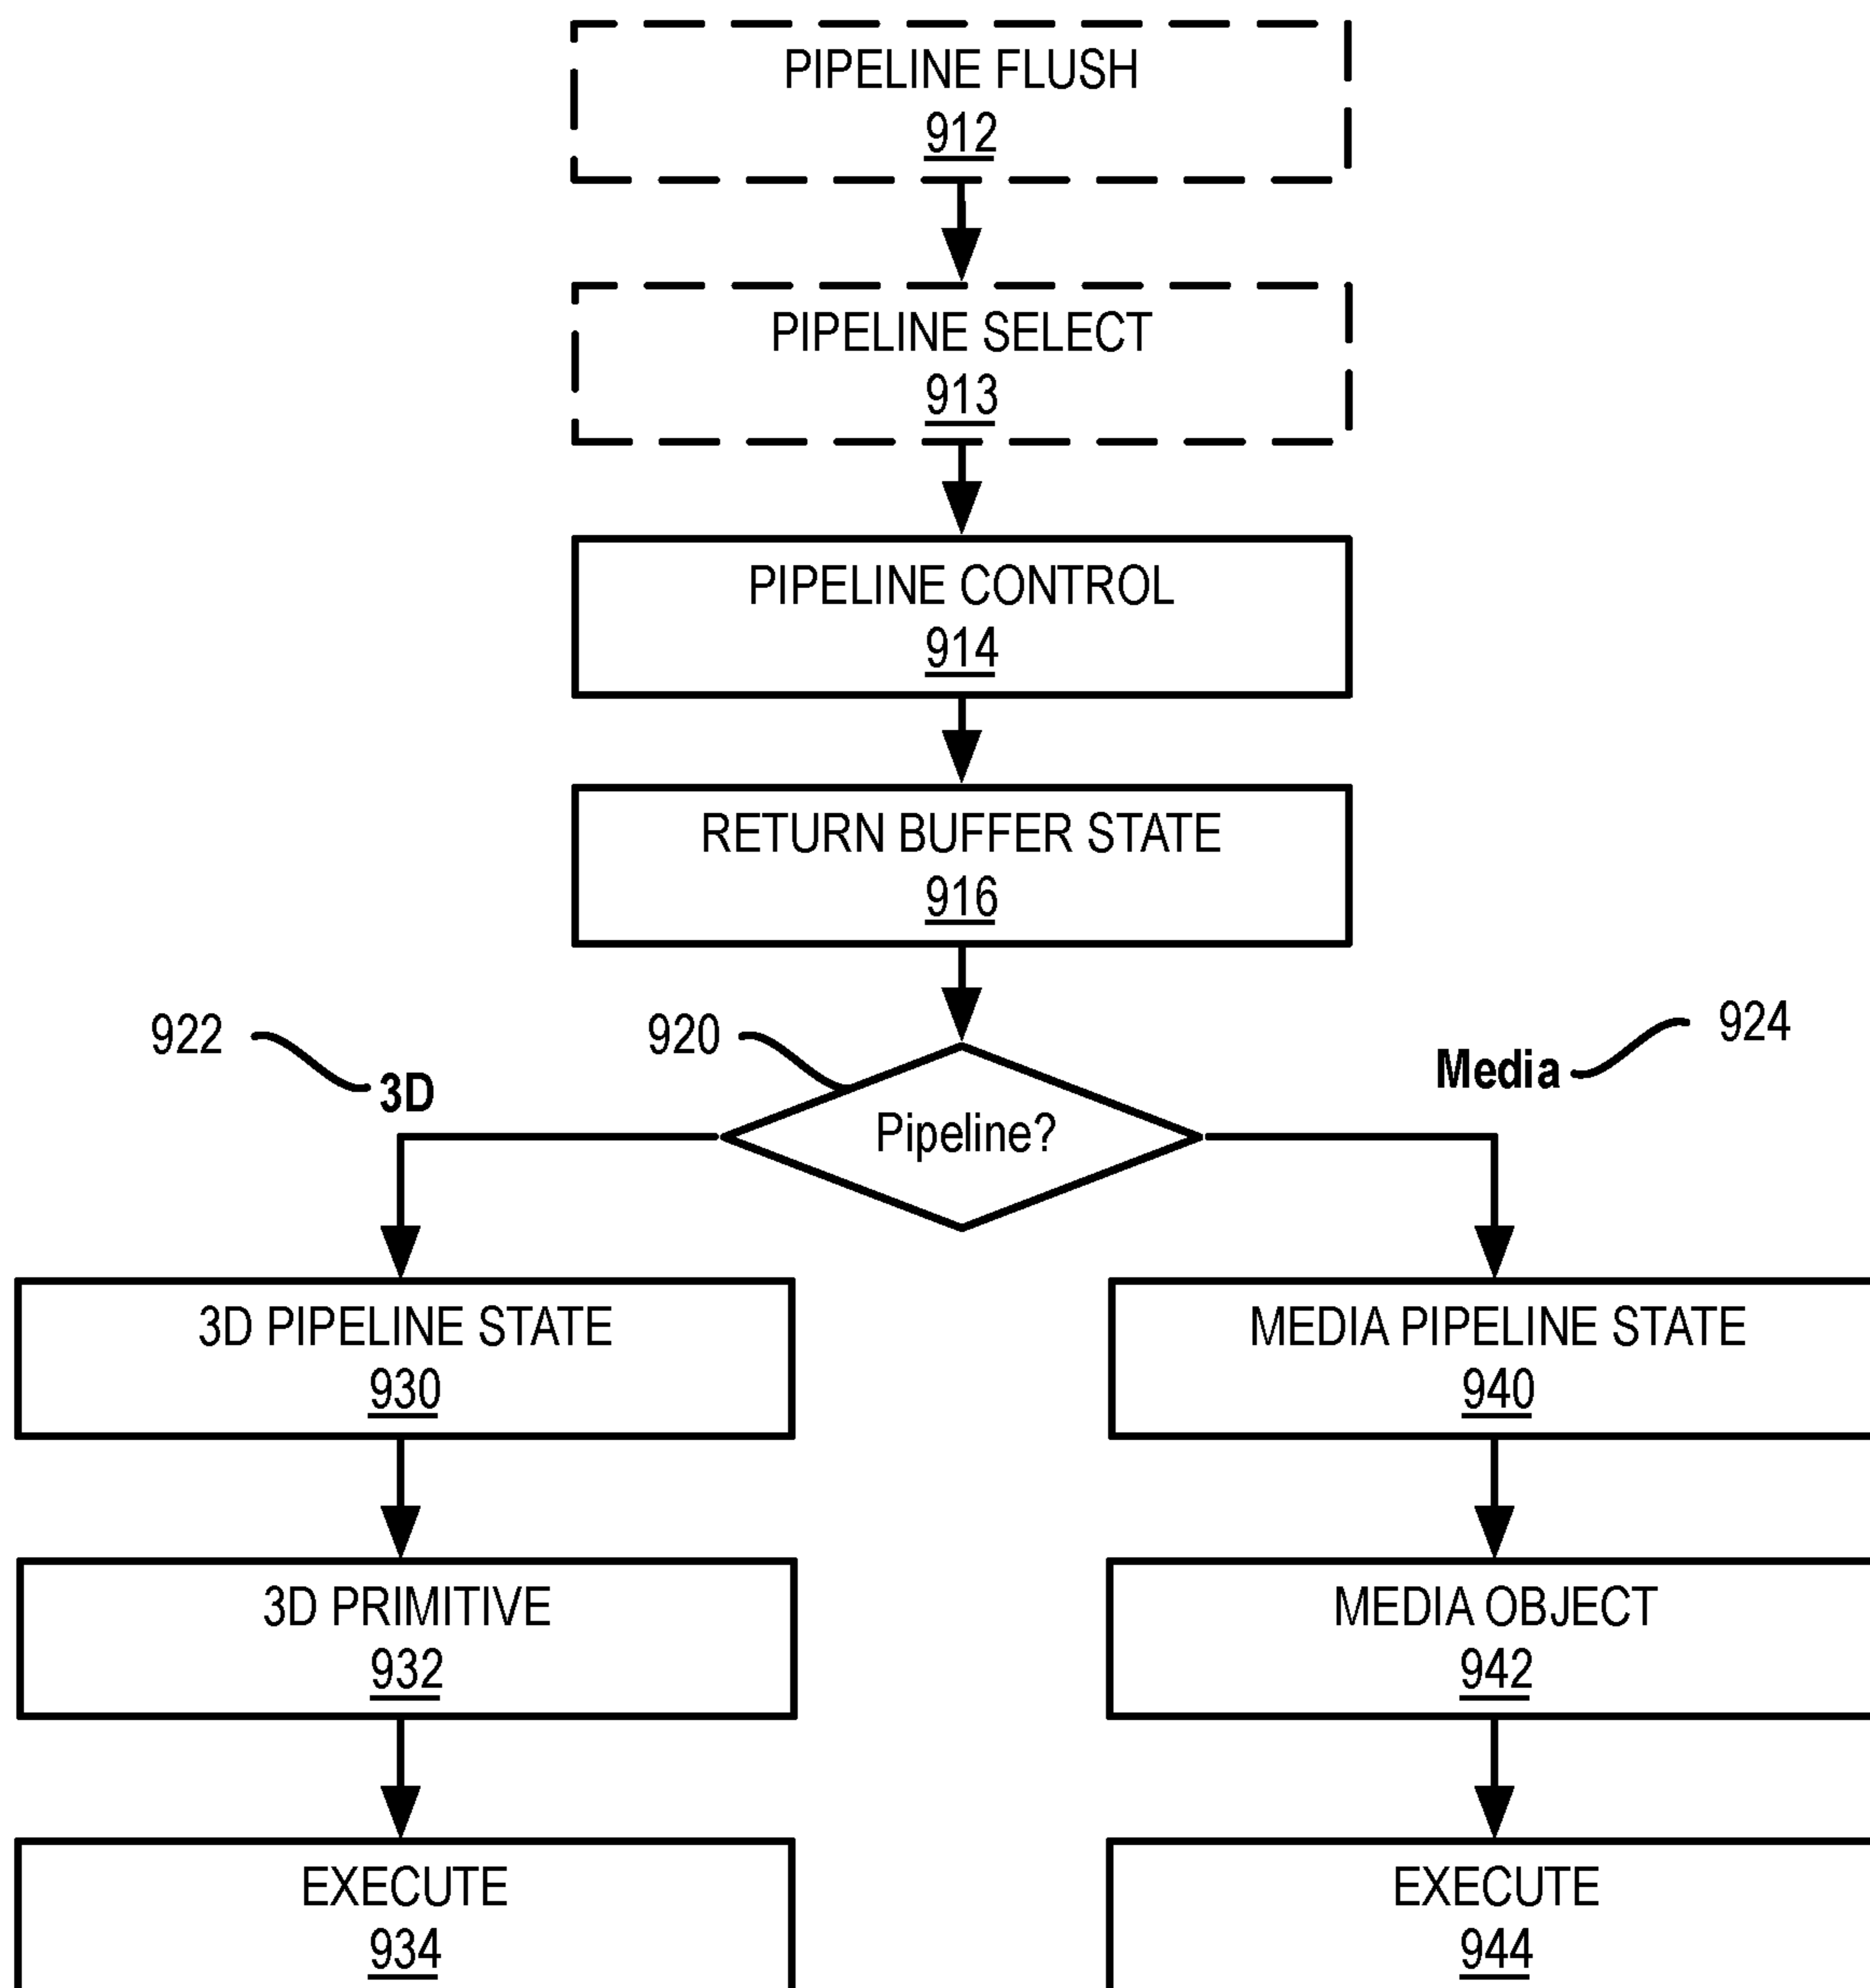 PIPELINE FLUSH
912
PIPELINE SELECT
913
PIPELINE CONTROL
914
RETURN BUFFER STATE
916
922
3D
920
Pipeline?
Media
924
3D PIPELINE STATE
930
MEDIA PIPELINE STATE
940
3D PRIMITIVE
932
MEDIA OBJECT
942
EXECUTE
934
EXECUTE
944